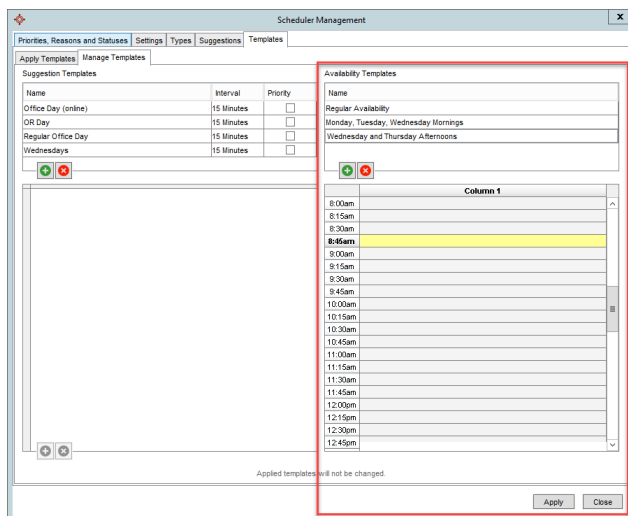 Scheduler Management
x
Priorities, Reasons and Statuses Settings Types Suggestions Templates
Apply Templates Manage Templates
Suggestion Templates
Name Interval Priority
Office Day (online) 15 Minutes
OR Day 15 Minutes
Regular Office Day 15 Minutes
Wednesdays 15 Minutes
Availability Templates
Name
Regular Availability
Monday, Tuesday, Wednesday Mornings
Wednesday and Thursday Afternoons
Column 1
8:00am
8:15am
8:30am
8:45am
9:00am
9:15am
9:30am
9:45am
10:00am
10:15am
10:30am
10:45am
11:00am
11:15am
11:30am
11:45am
12:00pm
12:15pm
12:30pm
12:45pm
Applied templates will not be changed.
Apply Close